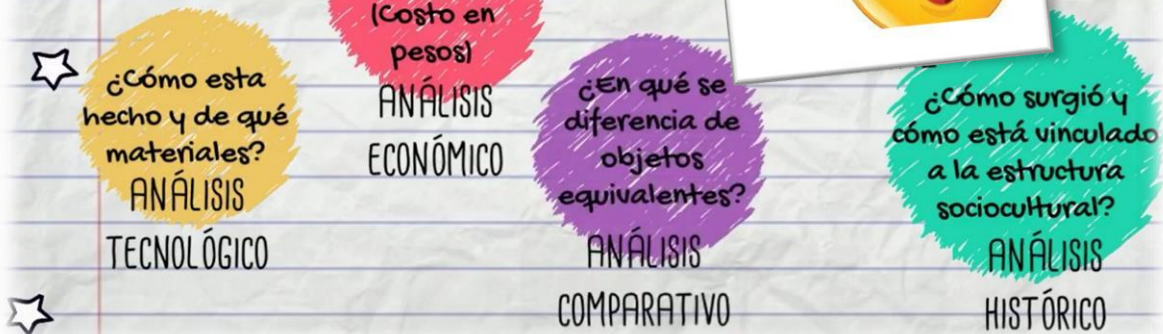 ¿Cómo esta
hecho y de qué
materiales?
ANÁLISIS
TECNOLÓGICO
(Costo en
pesos)
ANÁLISIS
ECONÓMICO
¿En qué se
diferencia de
objetos
equivalentes?
ANÁLISIS
COMPARATIVO
¿Cómo surgió y
cómo está vinculado
a la estructura
sociocultural?
ANÁLISIS
HISTÓRICO